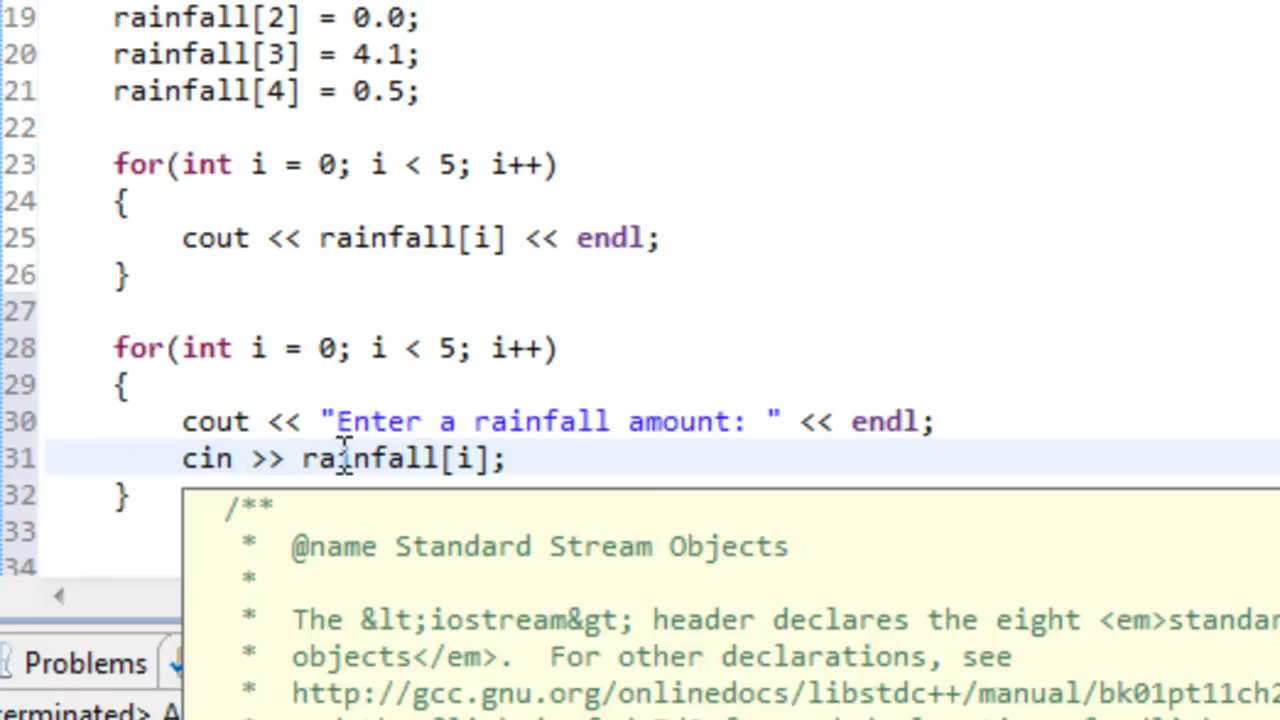 19 rainfall[2] = 0.0;
20 rainfall[3] = 4.1;
21 rainfall[4] = 0.5;
22
23 for(int i = 0; i < 5; i++)
24 {
25 cout << rainfall[i] << endl;
26 }
27
28 for(int i = 0; i < 5; i++)
29 {
30 cout << "Enter a rainfall amount: " << endl;
31 cin >> rainfall[i];
32 }
33
34
/**
* @name Standard Stream Objects
*
* The &lt;iostream&gt; header declares the eight <em>standar
* objects</em>. For other declarations, see
* http://gcc.gnu.org/onlinedocs/libstdc++/manual/bk01pt11ch2
Problems
erminated> A